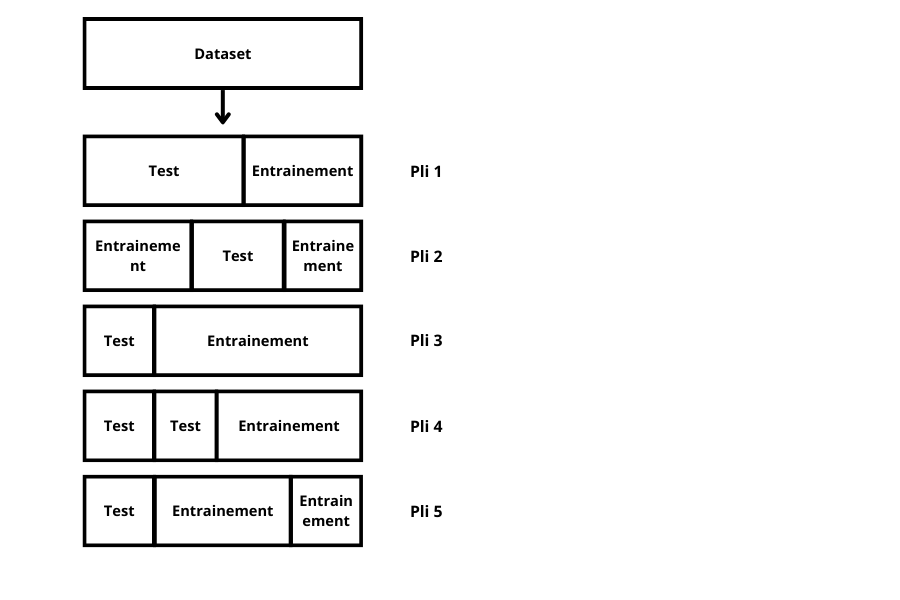 Dataset
Test Entrainement Pli 1
Entraineme
nt
Test
Entraine
ment
Pli 2
Test Entrainement Pli 3
Test Test Entrainement Pli 4
Test Entrainement
Entrain
ement
Pli 5